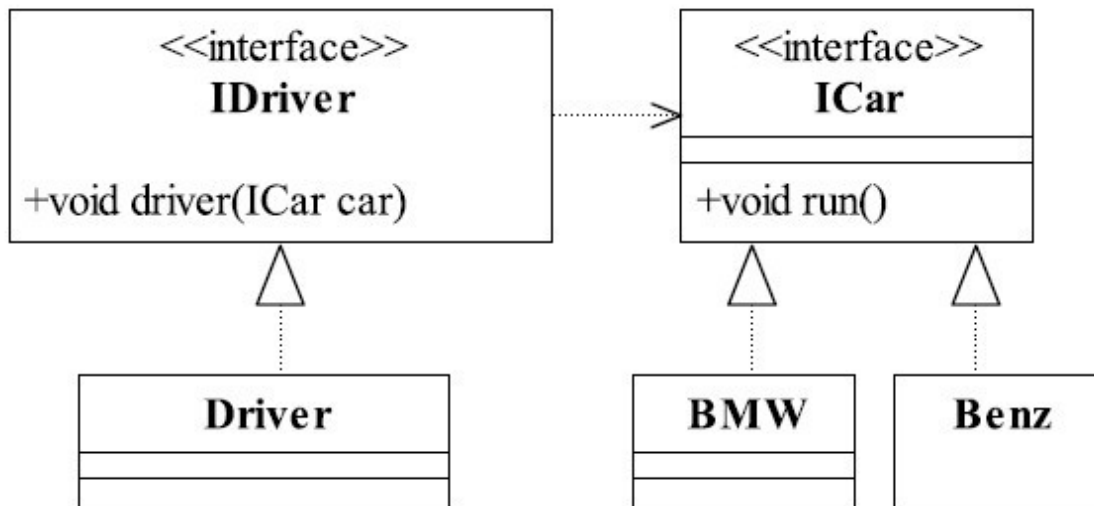 <<interface>>
IDriver
+void driver(ICar car)
<<interface>>
ICar
+void run()
Driver
BMW
Benz